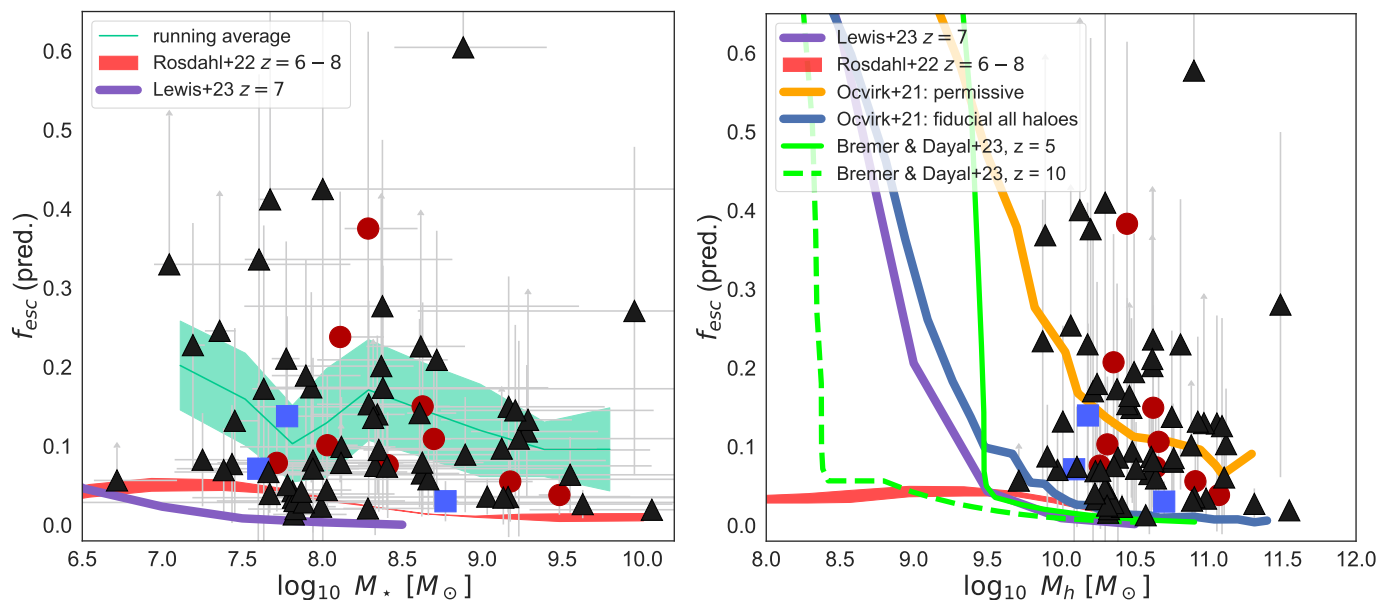 running average
Rosdahl+22 z = 6 − 8
Lewis+23 z = 7
0.6
0.5
0.4
0.3
0.2
0.1
0.0
f_esc (pred.)
6.5 7.0 7.5 8.0 8.5 9.0 9.5 10.0
log₁₀ M⋆ [M⊙]
Lewis+23 z = 7
Rosdahl+22 z = 6 − 8
Ocvirk+21: permissive
Ocvirk+21: fiducial all haloes
Bremer & Dayal+23, z = 5
Bremer & Dayal+23, z = 10
0.6
0.5
0.4
0.3
0.2
0.1
0.0
f_esc (pred.)
8.0 8.5 9.0 9.5 10.0 10.5 11.0 11.5 12.0
log₁₀ M_h [M⊙]